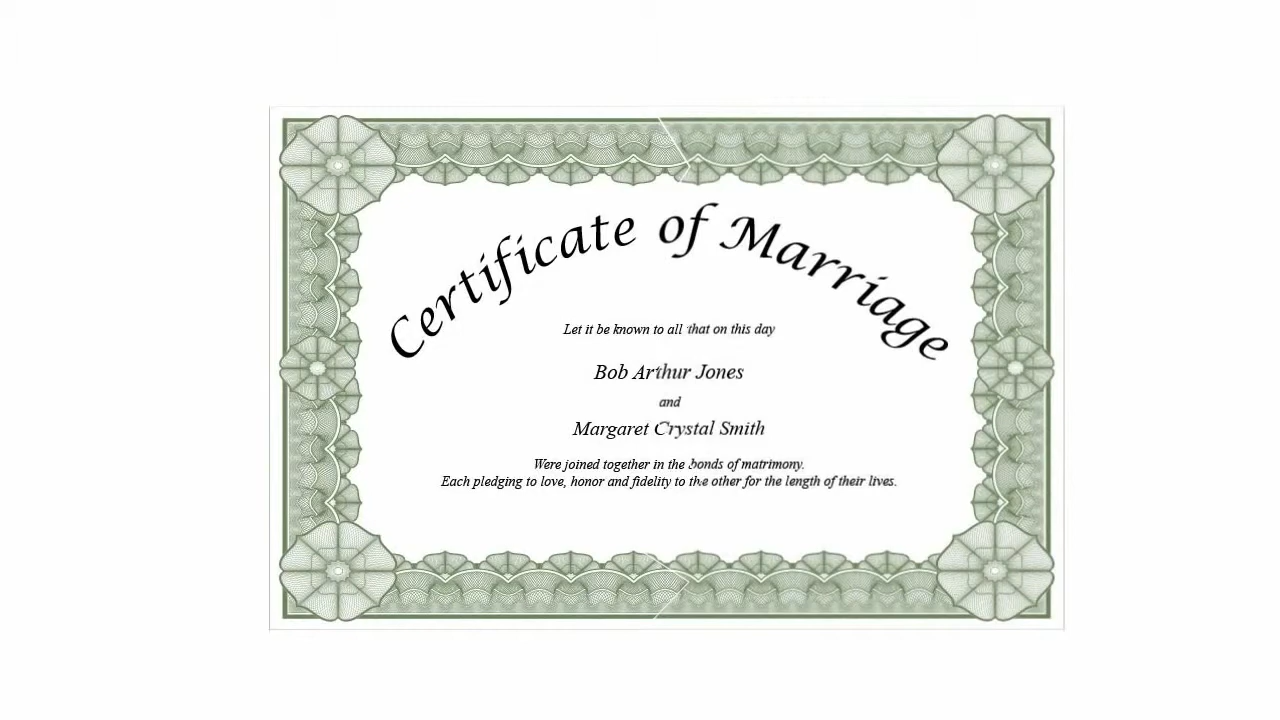 Certificate of Marriage
Let it be known to all that on this day
Bob Arthur Jones
and
Margaret Crystal Smith
Were joined together in the bonds of matrimony.
Each pledging to love, honor and fidelity to the other for the length of their lives.